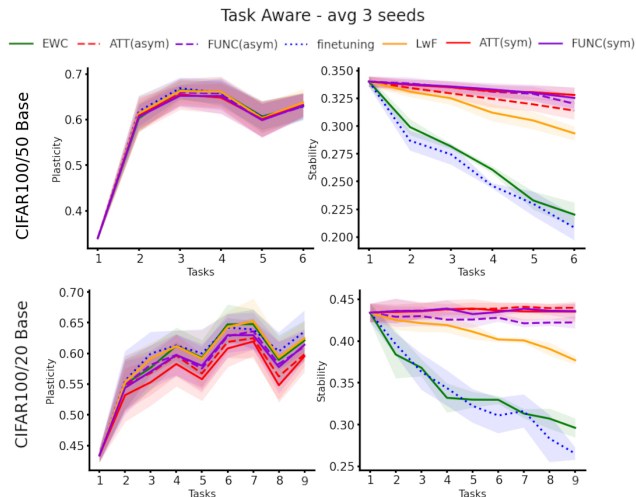 Task Aware - avg 3 seeds
EWC ATT(asym) FUNC(asym) finetuning LwF ATT(sym) FUNC(sym)
CIFAR100/50 Base
Plasticity
0.7
0.6
0.5
0.4
1 2 3 4 5 6
Tasks
Stability
0.350
0.325
0.300
0.275
0.250
0.225
0.200
1 2 3 4 5 6
Tasks
CIFAR100/20 Base
Plasticity
0.70
0.65
0.60
0.55
0.50
0.45
1 2 3 4 5 6 7 8 9
Tasks
Stability
0.45
0.40
0.35
0.30
0.25
1 2 3 4 5 6 7 8 9
Tasks